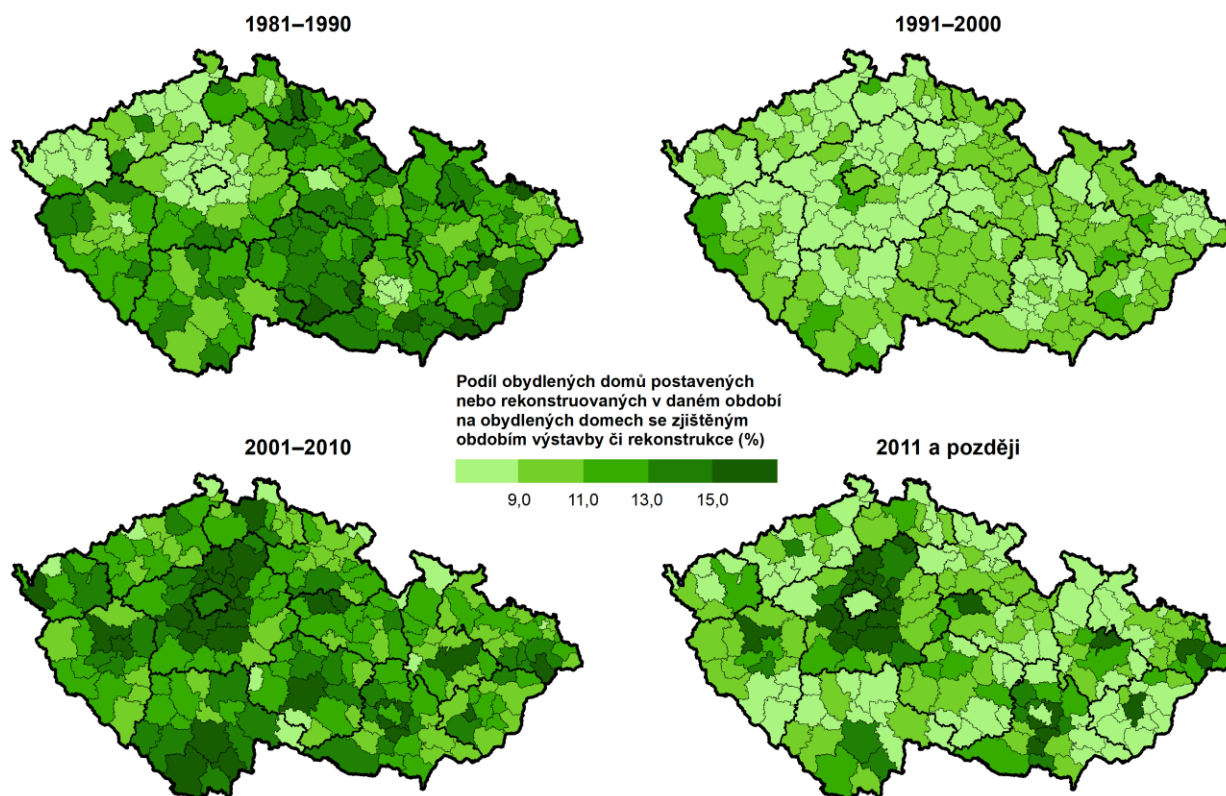 1981–1990
1991–2000
Podíl obydlených domů postavených
nebo rekonstruovaných v daném období
na obydlených domech se zjištěným
obdobím výstavby či rekonstrukce (%)
9,0 11,0 13,0 15,0
2001–2010
2011 a později